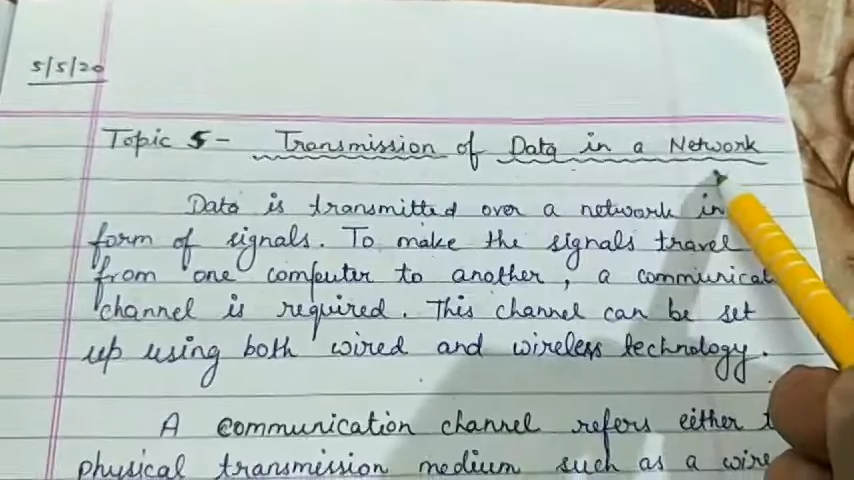 5/5/20
Topic 5 - Transmission of Data in a Network
Data is transmitted over a network in
form of signals. To make the signals travel
from one computer to another, a communicat
channel is required. This channel can be set
up using both wired and wireless technology.
A communication channel refers either
physical transmission medium such as a wire